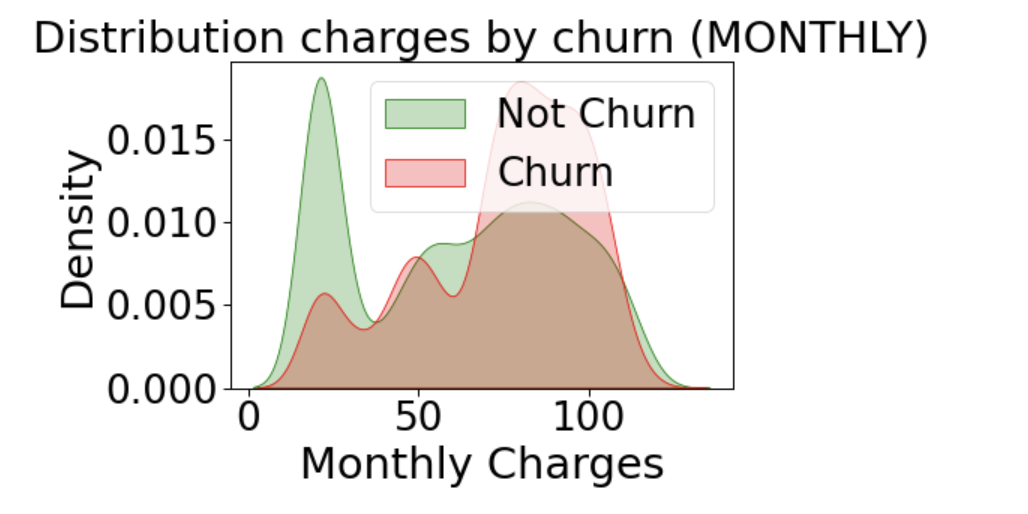 Distribution charges by churn (MONTHLY)
Not Churn
Churn
Density
0.015
0.010
0.005
0.000
0 50 100
Monthly Charges